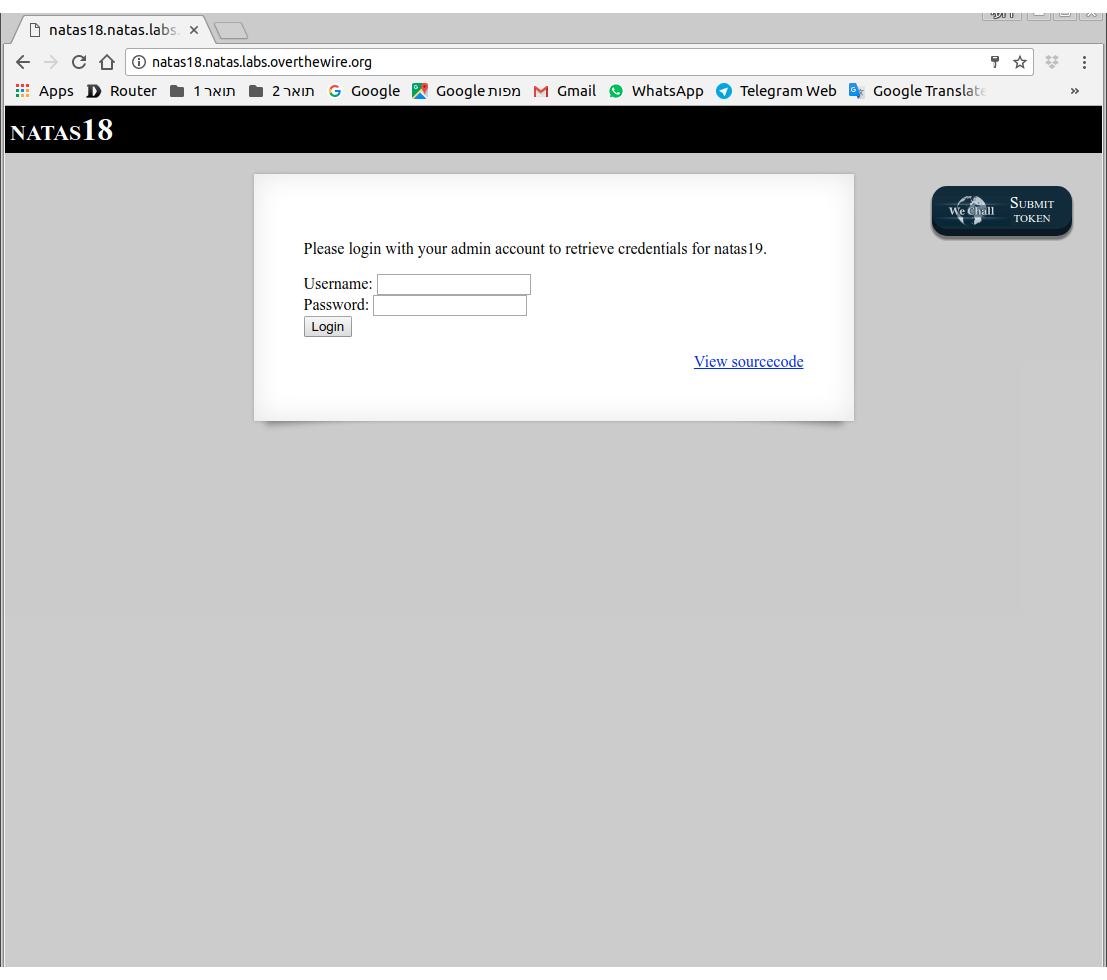 natas18.natas.labs.
natas18.natas.labs.overthewire.org
Apps Router תואר 1 תואר 2 Google Google מפות Gmail WhatsApp Telegram Web Google Translate »
NATAS18
We Chall SUBMIT TOKEN
Please login with your admin account to retrieve credentials for natas19.
Username:
Password:
Login
View sourcecode